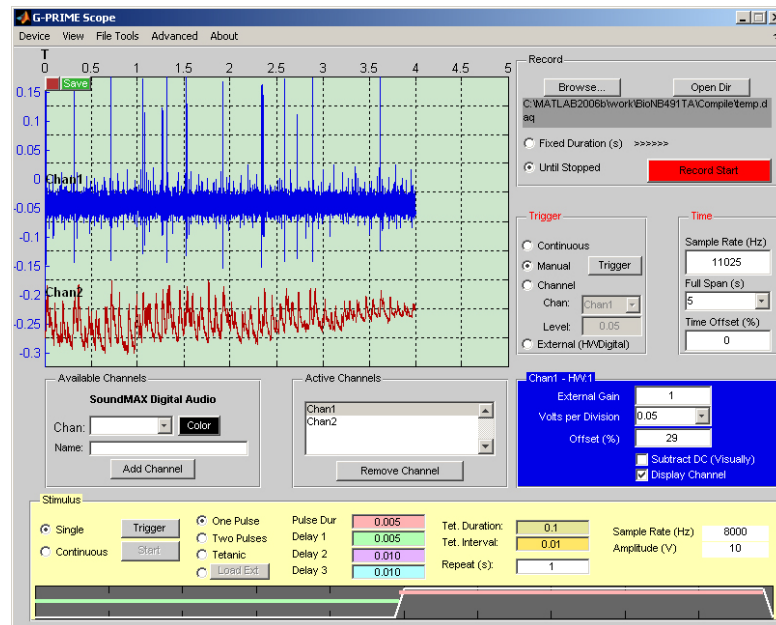 G-PRIME Scope
Device View File Tools Advanced About
T
0 0.5 1 1.5 2 2.5 3 3.5 4 4.5 5
Save
0.15
0.1
0.05
0
-0.05
-0.1
-0.15
-0.2
-0.25
-0.3
Chan1
Chan2
Record
Browse... Open Dir
C:\MATLAB2006b\work\BioNB491TA\Compile\temp.d
aq
Fixed Duration (s) >>>>>>
Until Stopped Record Start
Trigger
Continuous
Manual Trigger
Channel
Chan: Chan1
Level: 0.05
External (HWDigital)
Time
Sample Rate (Hz)
11025
Full Span (s)
5
Time Offset (%)
0
Available Channels
SoundMAX Digital Audio
Chan: Color
Name:
Add Channel
Active Channels
Chan1
Chan2
Remove Channel
Chan1 - HW:1
External Gain 1
Volts per Division 0.05
Offset (%) 29
Subtract DC (Visually)
Display Channel
Stimulus
Single Trigger
Continuous Start
One Pulse
Two Pulses
Tetanic
Load Ext
Pulse Dur 0.005
Delay 1 0.005
Delay 2 0.010
Delay 3 0.010
Tet. Duration: 0.1
Tet. Interval: 0.01
Repeat (s): 1
Sample Rate (Hz) 8000
Amplitude (V) 10